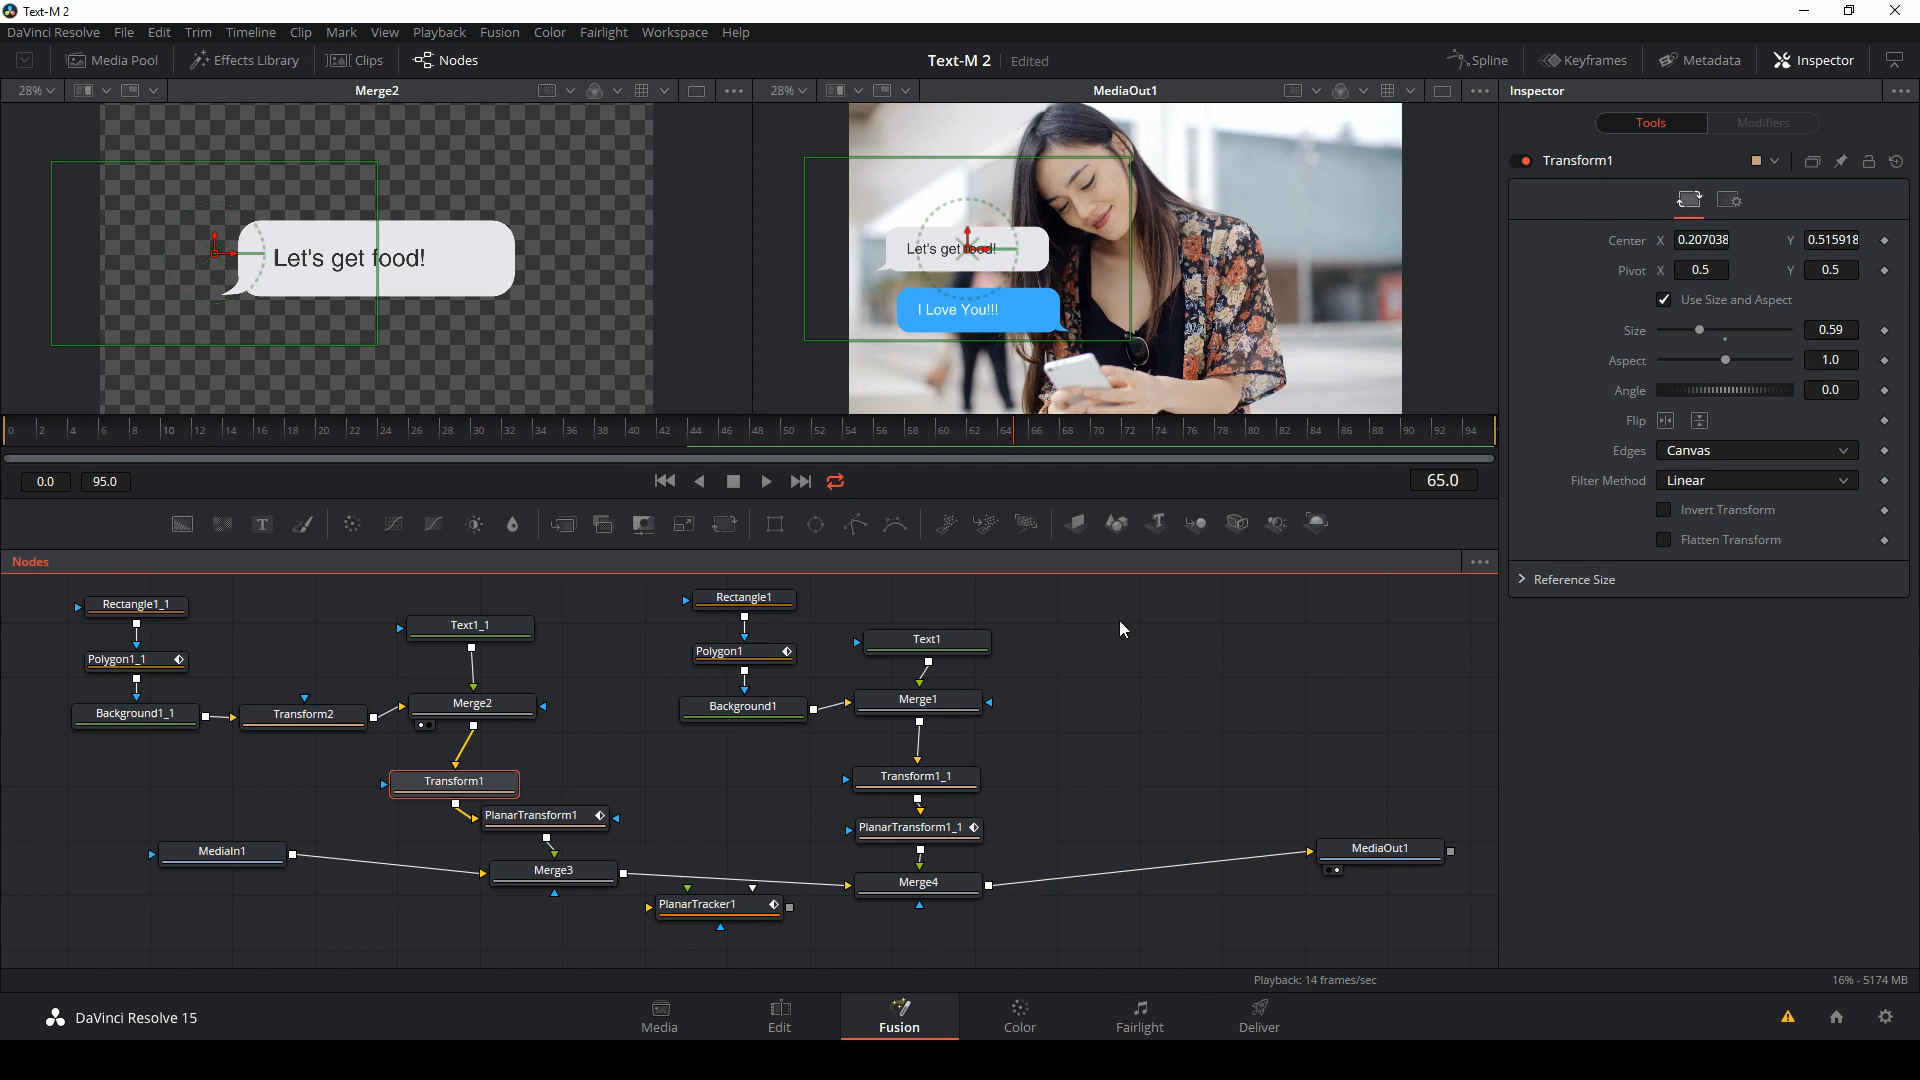 Text-M 2
DaVinci Resolve File Edit Trim Timeline Clip Mark View Playback Fusion Color Fairlight Workspace Help
Media Pool Effects Library Clips Nodes Text-M 2 Edited Spline Keyframes Metadata Inspector
28% Merge2 28% MediaOut1 Inspector
Tools Modifiers
Transform1
Let's get food!
Let's get food!
I Love You!!!
Center X 0.207038 Y 0.515918
Pivot X 0.5 Y 0.5
Use Size and Aspect
Size 0.59
Aspect 1.0
Angle 0.0
Flip
Edges Canvas
Filter Method Linear
Invert Transform
Flatten Transform
Reference Size
0 2 4 6 8 10 12 14 16 18 20 22 24 26 28 30 32 34 36 38 40 42 44 46 48 50 52 54 56 58 60 62 64 66 68 70 72 74 76 78 80 82 84 86 88 90 92 94
0.0 95.0 65.0
Nodes
Rectangle1_1 Rectangle1
Text1_1 Text1
Polygon1_1 Polygon1
Background1_1 Transform2 Merge2 Background1 Merge1
Transform1 Transform1_1
PlanarTransform1 PlanarTransform1_1
MediaIn1 Merge3 Merge4 MediaOut1
PlanarTracker1
Playback: 14 frames/sec 16% - 5174 MB
DaVinci Resolve 15 Media Edit Fusion Color Fairlight Deliver